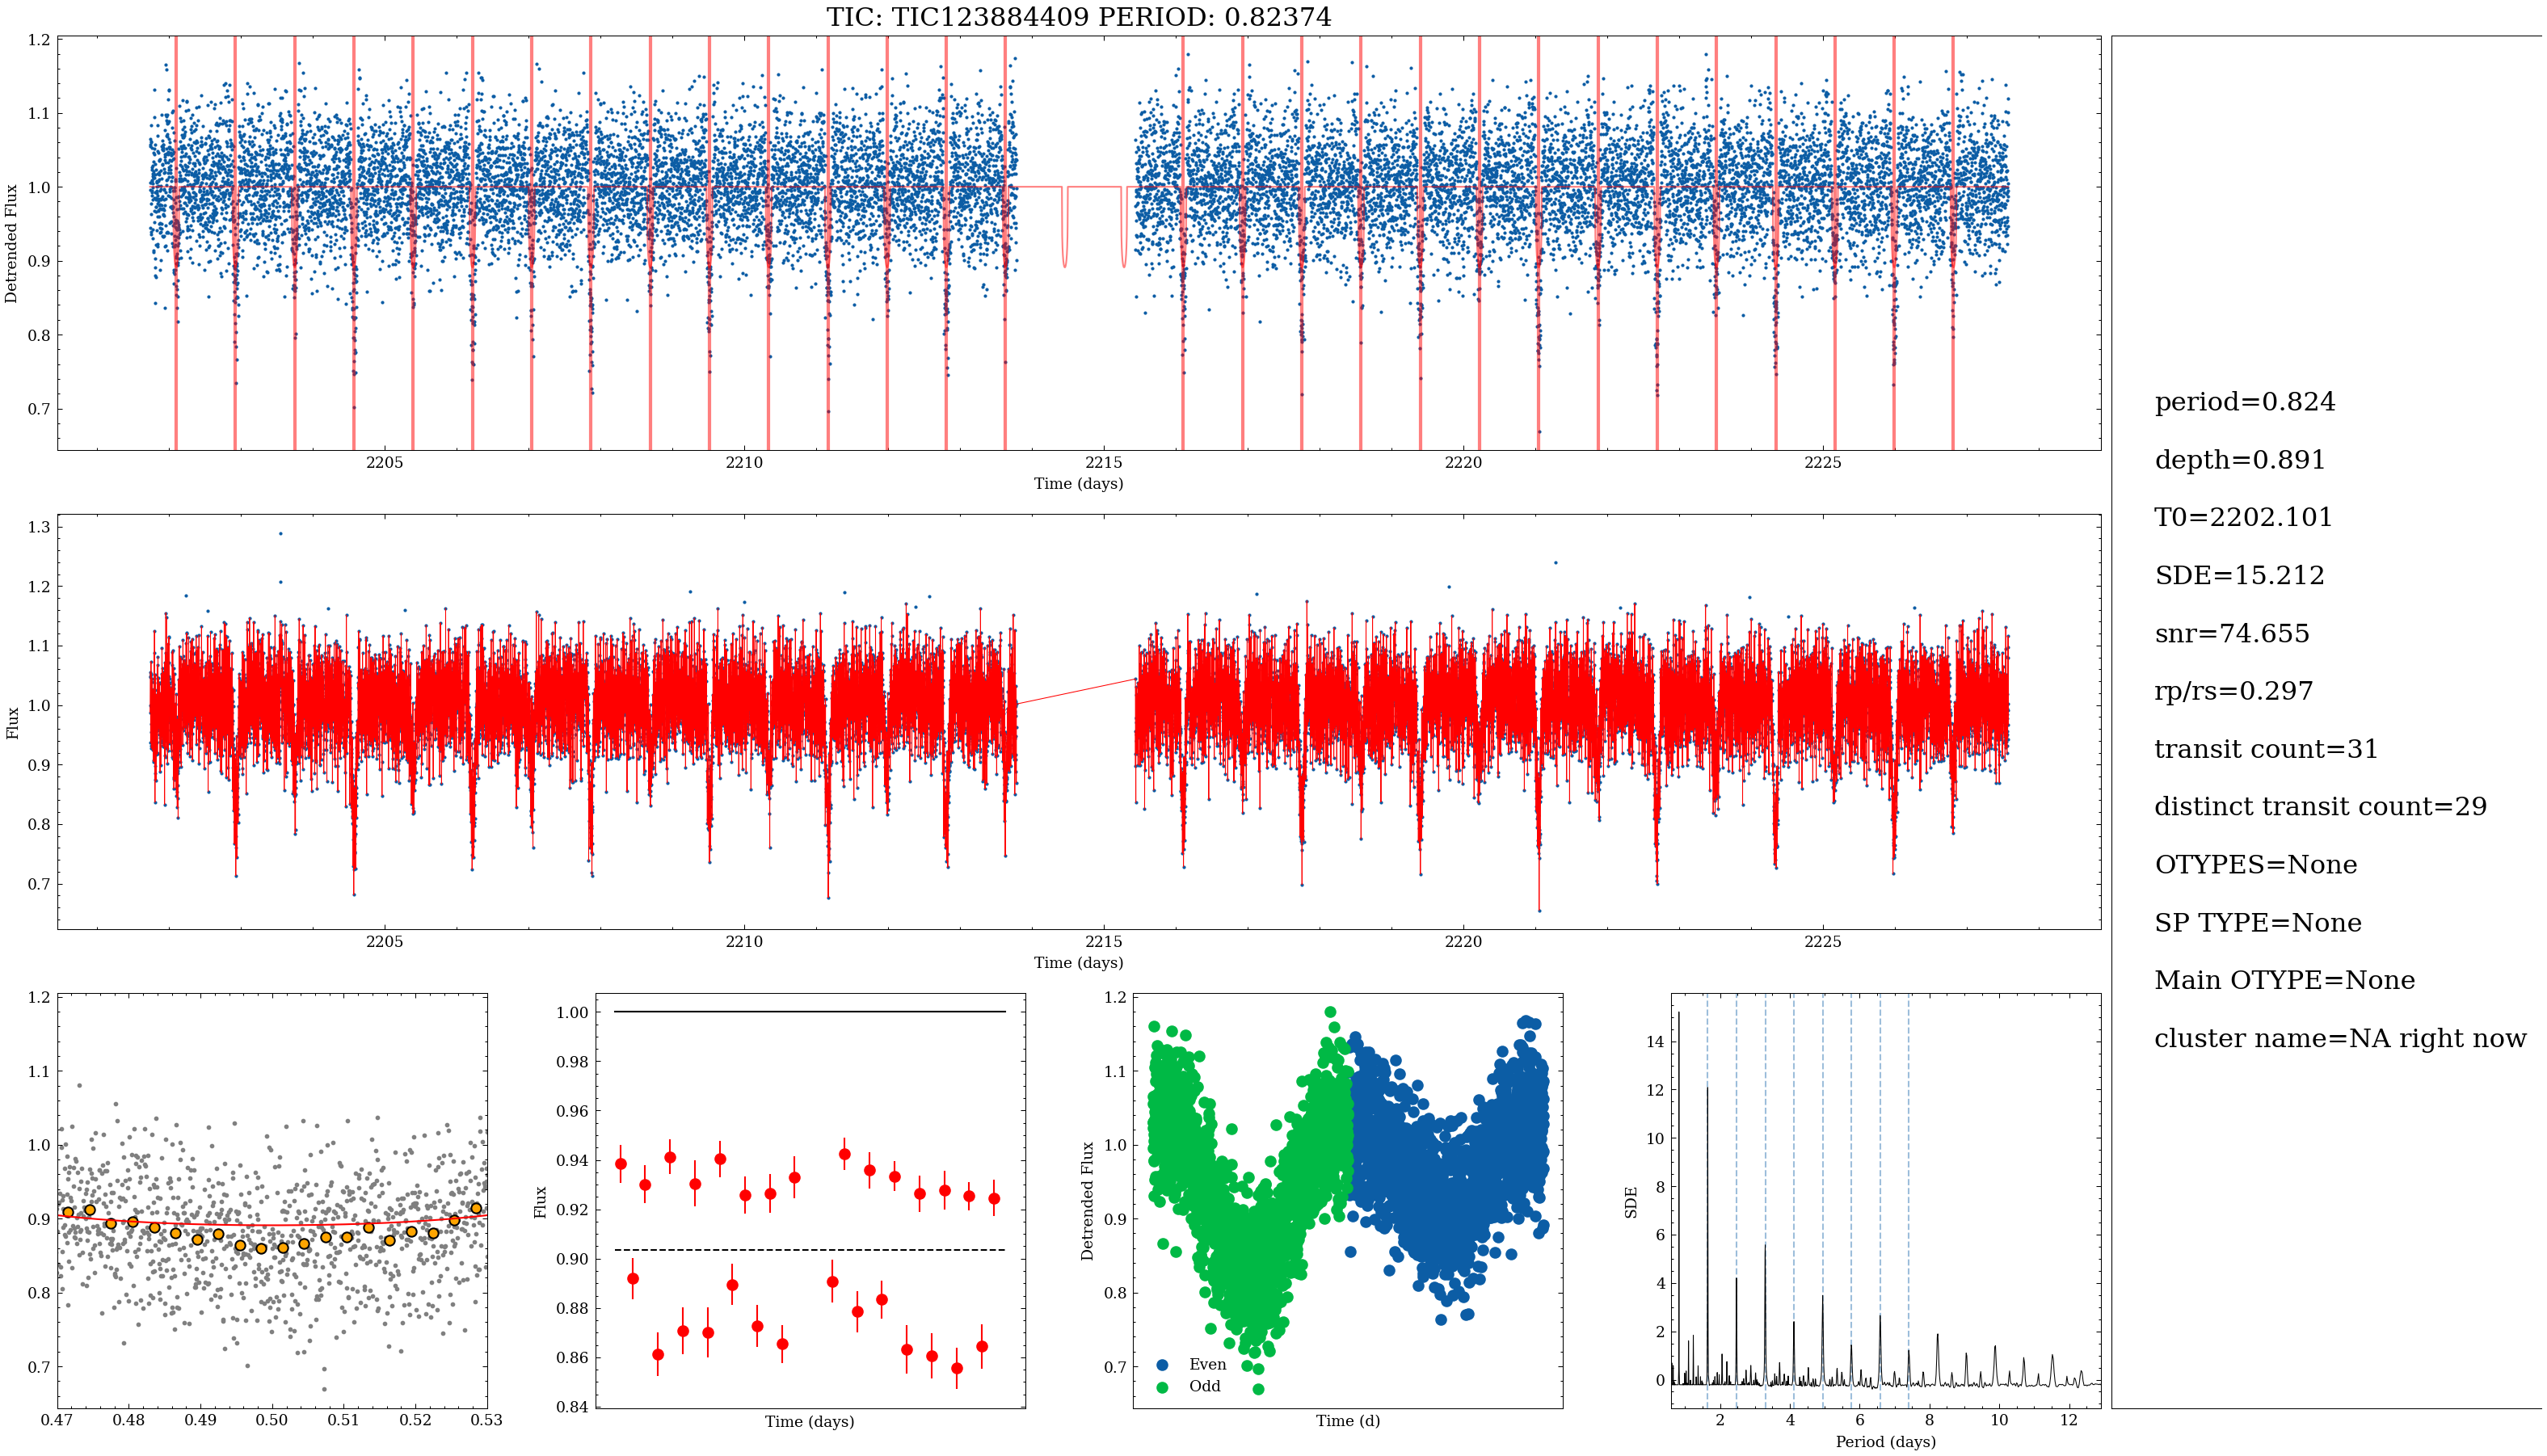 TIC: TIC123884409 PERIOD: 0.82374
1.2
1.1
1.0
0.9
0.8
0.7
Detrended Flux
2205 2210 2215 2220 2225
Time (days)
1.3
1.2
1.1
1.0
0.9
0.8
0.7
Flux
2205 2210 2215 2220 2225
Time (days)
period=0.824
depth=0.891
T0=2202.101
SDE=15.212
snr=74.655
rp/rs=0.297
transit count=31
distinct transit count=29
OTYPES=None
SP TYPE=None
Main OTYPE=None
cluster name=NA right now
1.2
1.1
1.0
0.9
0.8
0.7
0.47 0.48 0.49 0.50 0.51 0.52 0.53
1.00
0.98
0.96
0.94
0.92
0.90
0.88
0.86
0.84
Flux
Time (days)
1.2
1.1
1.0
0.9
0.8
0.7
Detrended Flux
Even
Odd
Time (d)
14
12
10
8
6
4
2
0
SDE
2 4 6 8 10 12
Period (days)